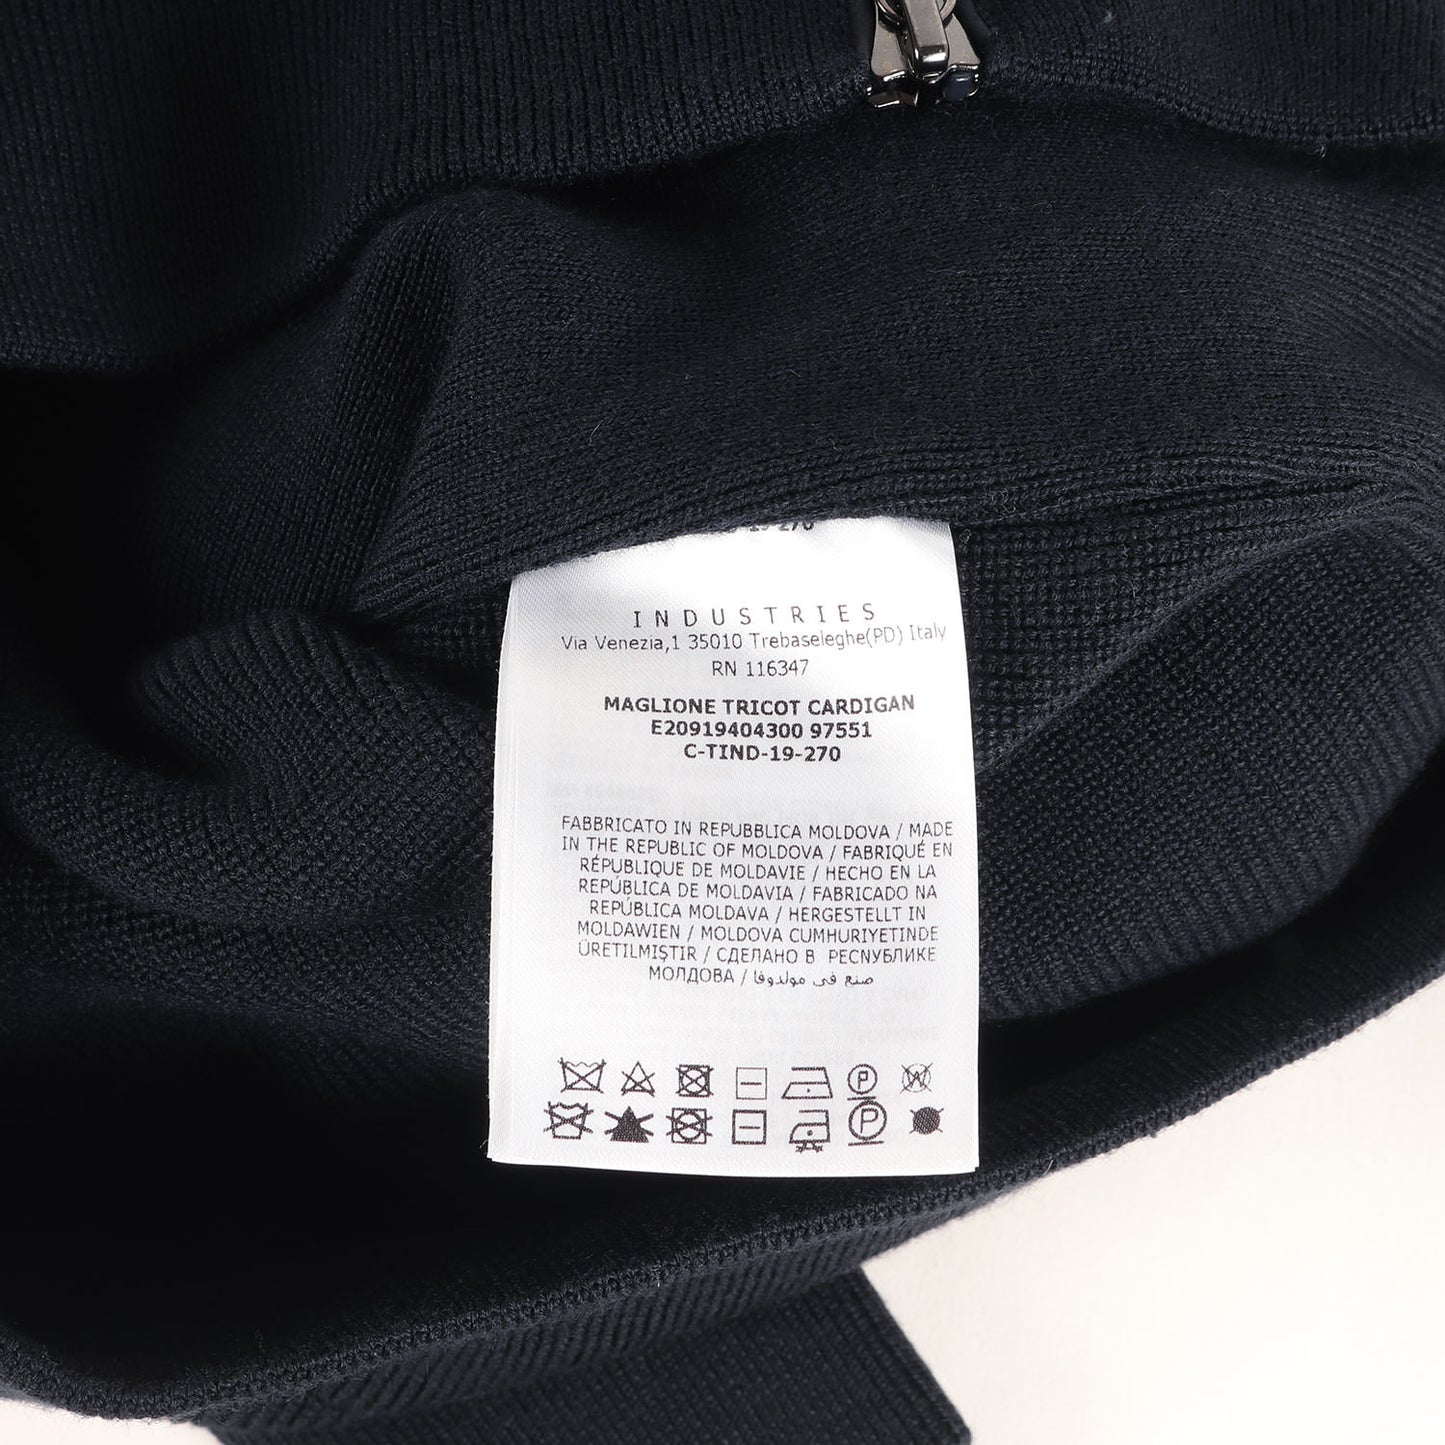 19-270
INDUSTRIES
Via Venezia,1 35010 Trebaseleghe(PD) Italy
RN 116347
MAGLIONE TRICOT CARDIGAN
E20919404300 97551
C-TIND-19-270
FABBRICATO IN REPUBBLICA MOLDOVA / MADE
IN THE REPUBLIC OF MOLDOVA / FABRIQUÉ EN
RÉPUBLIQUE DE MOLDAVIE / HECHO EN LA
REPÚBLICA DE MOLDAVIA / FABRICADO NA
REPÚBLICA MOLDAVA / HERGESTELLT IN
MOLDAWIEN / MOLDOVA CUMHURIYETINDE
ÜRETILMIŞTIR / СДЕЛАНО В РЕСПУБЛИКЕ
МОЛДОВА / صنع في مولدوفا
P W
P